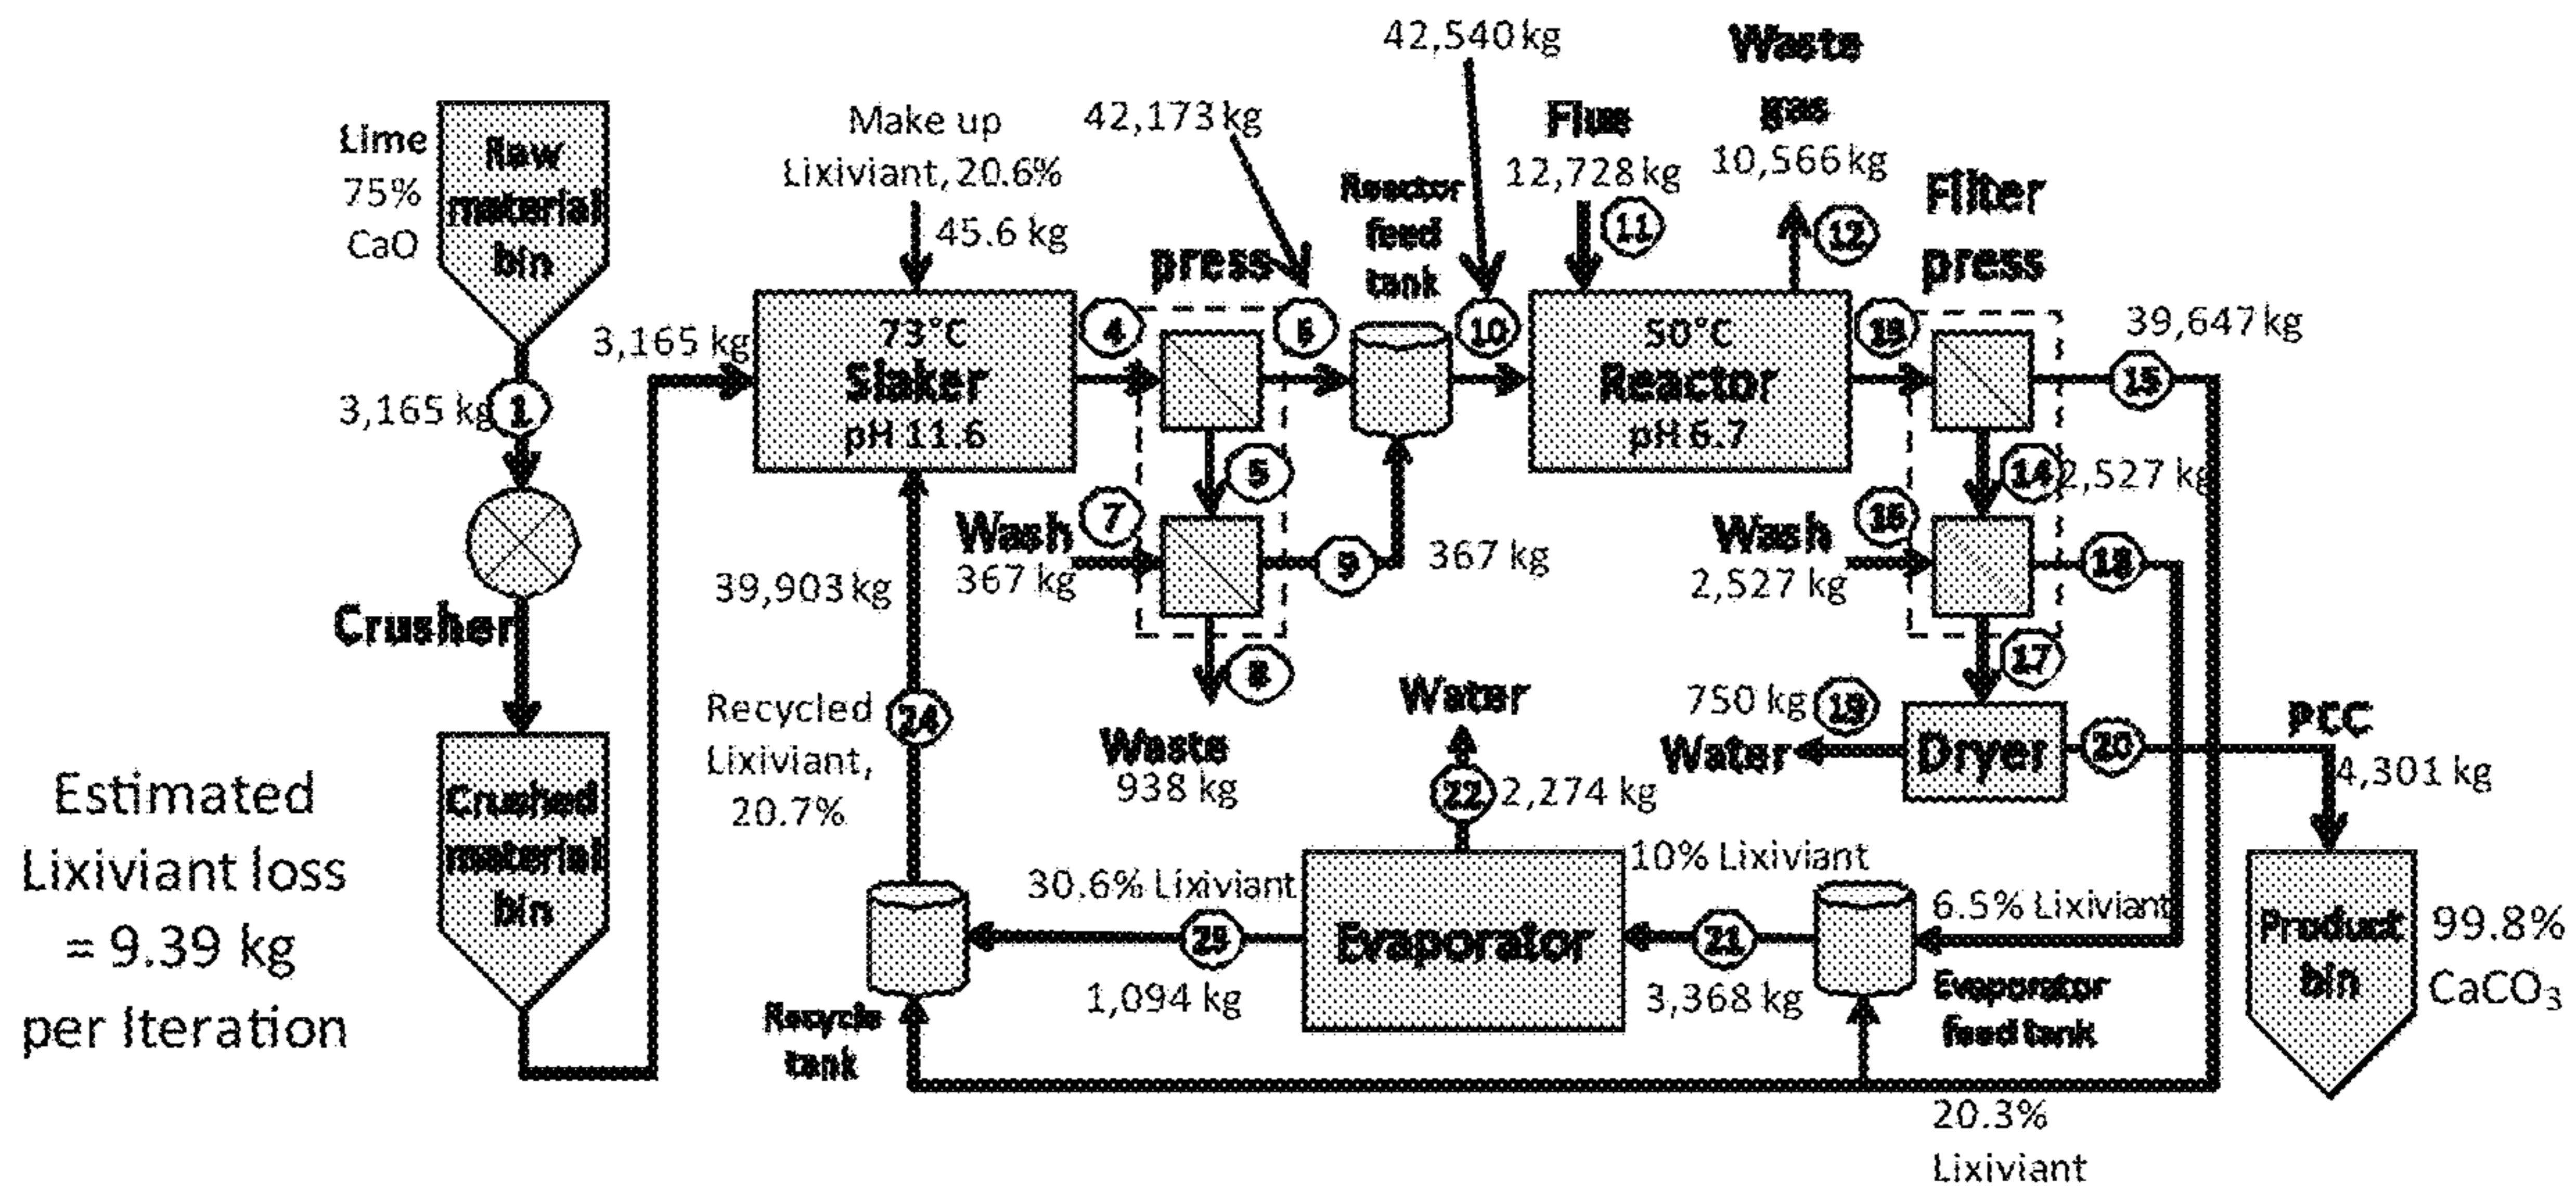 Lime
75%
CaO
Raw
material
bin
3,165 kg
1
Crusher
Crushed
material
bin
Estimated
Lixiviant loss
= 9.39 kg
per Iteration
3,165 kg
Make up
Lixiviant, 20.6%
45.6 kg
73°C
Slaker
pH 11.6
39,903 kg
Recycled
Lixiviant,
20.7%
24
42,173 kg
press
4
6
5
Wash
7
367 kg
9
367 kg
8
Waste
938 kg
Reactor
feed
tank
42,540 kg
10
Flue
12,728 kg
11
Waste
gas
10,566 kg
12
50°C
Reactor
pH 6.7
Filter
press
13
15
39,647 kg
14
2,527 kg
Wash
16
2,527 kg
18
17
750 kg
19
Water
Dryer
20
PCC
4,301 kg
Product
bin
99.8%
CaCO3
Water
22
2,274 kg
Evaporator
10% Lixiviant
30.6% Lixiviant
23
1,094 kg
21
3,368 kg
6.5% Lixiviant
Evaporator
feed tank
Recycle
tank
20.3%
Lixiviant